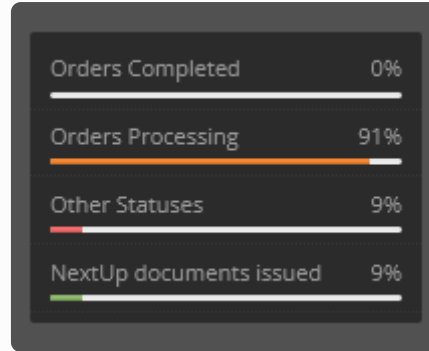 Orders Completed 0%
Orders Processing 91%
Other Statuses 9%
NextUp documents issued 9%